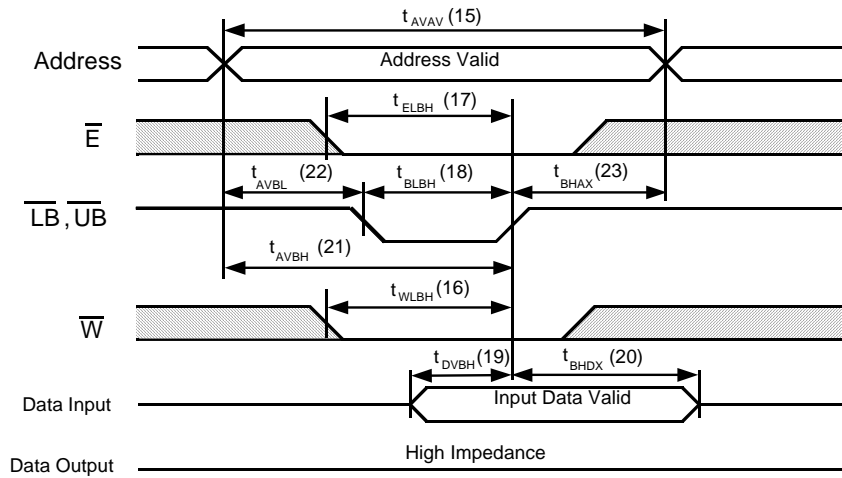 t AVAV (15)
Address
Address Valid
t ELBH (17)
E
t AVBL (22)
t BLBH (18)
t BHAX (23)
LB, UB
t AVBH (21)
t WLBH (16)
W
t DVBH (19)
t BHDX (20)
Data Input
Input Data Valid
Data Output
High Impedance